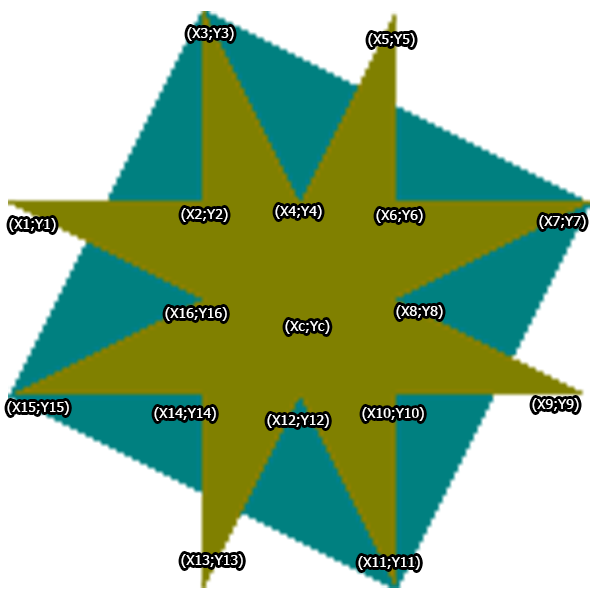 (X3;Y3)
(X5;Y5)
(X1;Y1)
(X2;Y2)
(X4;Y4)
(X6;Y6)
(X7;Y7)
(X16;Y16)
(Xc;Yc)
(X8;Y8)
(X15;Y15)
(X14;Y14)
(X12;Y12)
(X10;Y10)
(X9;Y9)
(X13;Y13)
(X11;Y11)